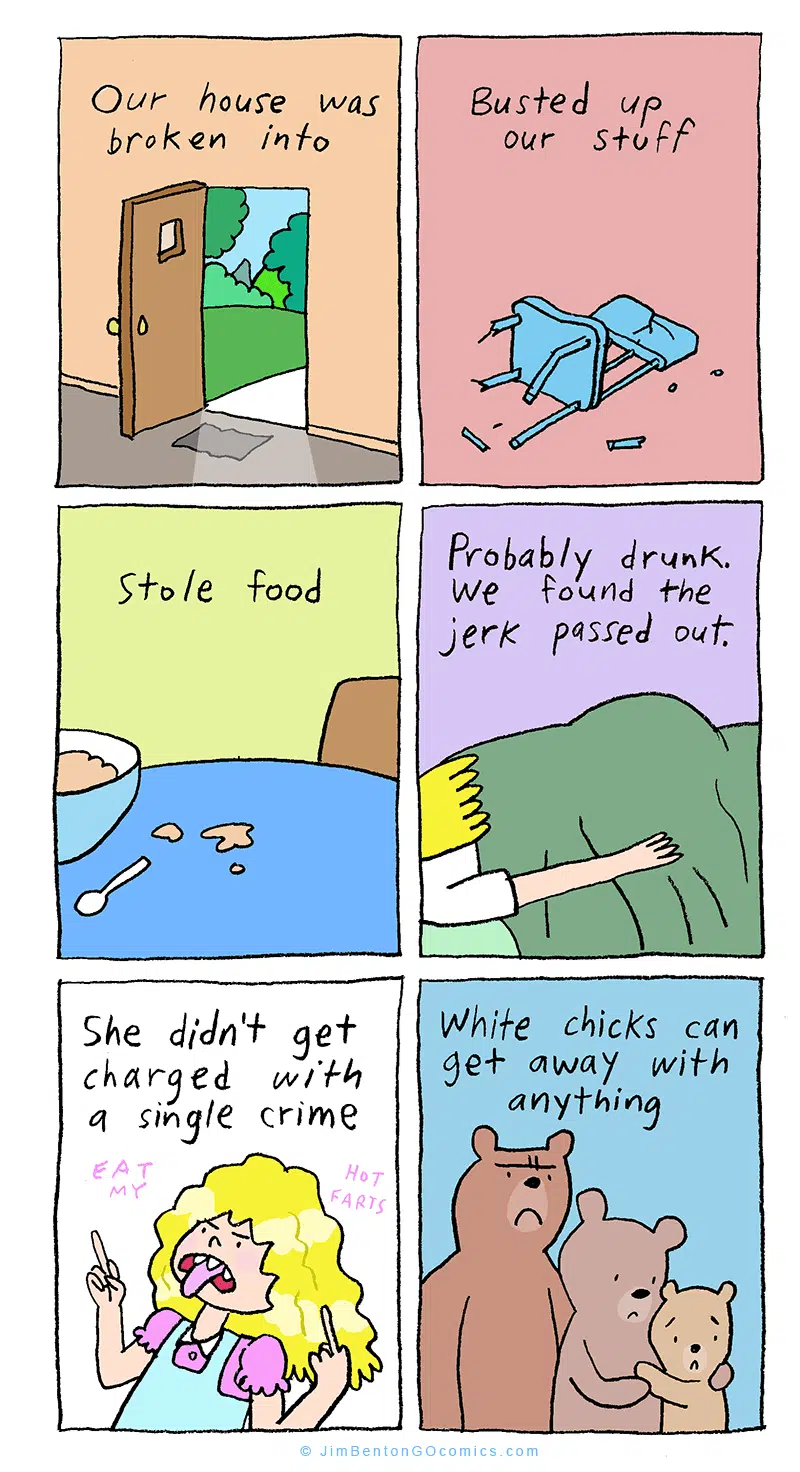 Our house was
broken into
Busted up
our stuff
Stole food
Probably drunk.
We found the
jerk passed out.
She didn't get
charged with
a single crime
EAT
MY
HOT
FARTS
White chicks can
get away with
anything
© JimBentonGOcomics.com